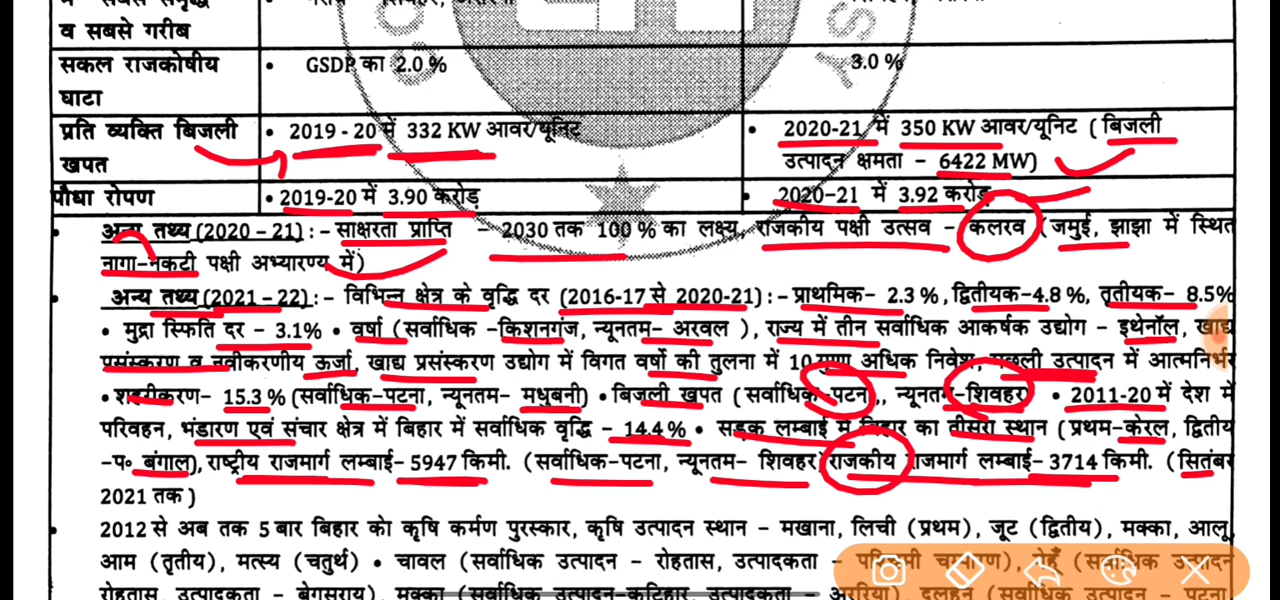 व सबसे गरीब
सकल राजकोषीय घाटा • GSDP का 2.0 % 3.0 %
प्रति व्यक्ति बिजली खपत • 2019 - 20 में 332 KW आवर/यूनिट • 2020-21 में 350 KW आवर/यूनिट ( बिजली उत्पादन क्षमता – 6422 MW)
पौधा रोपण • 2019-20 में 3.90 करोड़ • 2020–21 में 3.92 करोड़
• अन्य तथ्य (2020 – 21) : – साक्षरता प्राप्ति – 2030 तक 100 % का लक्ष्य, राजकीय पक्षी उत्सव – कलरव (जमुई, झाझा में स्थित
नागा–नकटी पक्षी अभ्यारण्य में)
• अन्य तथ्य (2021 – 22) : – विभिन्न क्षेत्र के वृद्धि दर (2016-17 से 2020-21) : – प्राथमिक– 2.3 %, द्वितीयक–4.8 %, तृतीयक– 8.5%
• मुद्रा स्फिति दर – 3.1% • वर्षा (सर्वाधिक –किशनगंज, न्यूनतम– अरवल ), राज्य में तीन सर्वाधिक आकर्षक उद्योग – इथेनॉल, खाद्य
प्रसंस्करण व नवीकरणीय ऊर्जा, खाद्य प्रसंस्करण उद्योग में विगत वर्षो की तुलना में 10 गुणा अधिक निवेश, मछली उत्पादन में आत्मनिर्भर
• शहरीकरण– 15.3 % (सर्वाधिक–पटना, न्यूनतम– मधुबनी) • बिजली खपत (सर्वाधिक–पटना, न्यूनतम–शिवहर) • 2011-20 में देश में
परिवहन, भंडारण एवं संचार क्षेत्र में बिहार में सर्वाधिक वृद्धि – 14.4 % • सड़क लम्बाई में बिहार का तीसरा स्थान ( प्रथम–केरल, द्वितीय
–प० बंगाल), राष्ट्रीय राजमार्ग लम्बाई– 5947 किमी. (सर्वाधिक–पटना, न्यूनतम– शिवहर) राजकीय राजमार्ग लम्बाई– 3714 किमी. (सितंबर
2021 तक )
• 2012 से अब तक 5 बार बिहार को कृषि कर्मण पुरस्कार, कृषि उत्पादन स्थान – मखाना, लिची (प्रथम), जूट (द्वितीय), मक्का, आलू,
आम (तृतीय), मत्स्य (चतुर्थ) • चावल (सर्वाधिक उत्पादन – रोहतास, उत्पादकता – पश्चिमी चम्पारण), गेहूँ (सर्वाधिक उत्पादन
रोहतास, उत्पादकता – बेगुसराय), मक्का (सर्वाधिक उत्पादन–कटिहार, उत्पादकता – अररिया), दलहन (सर्वाधिक उत्पादन – पटना